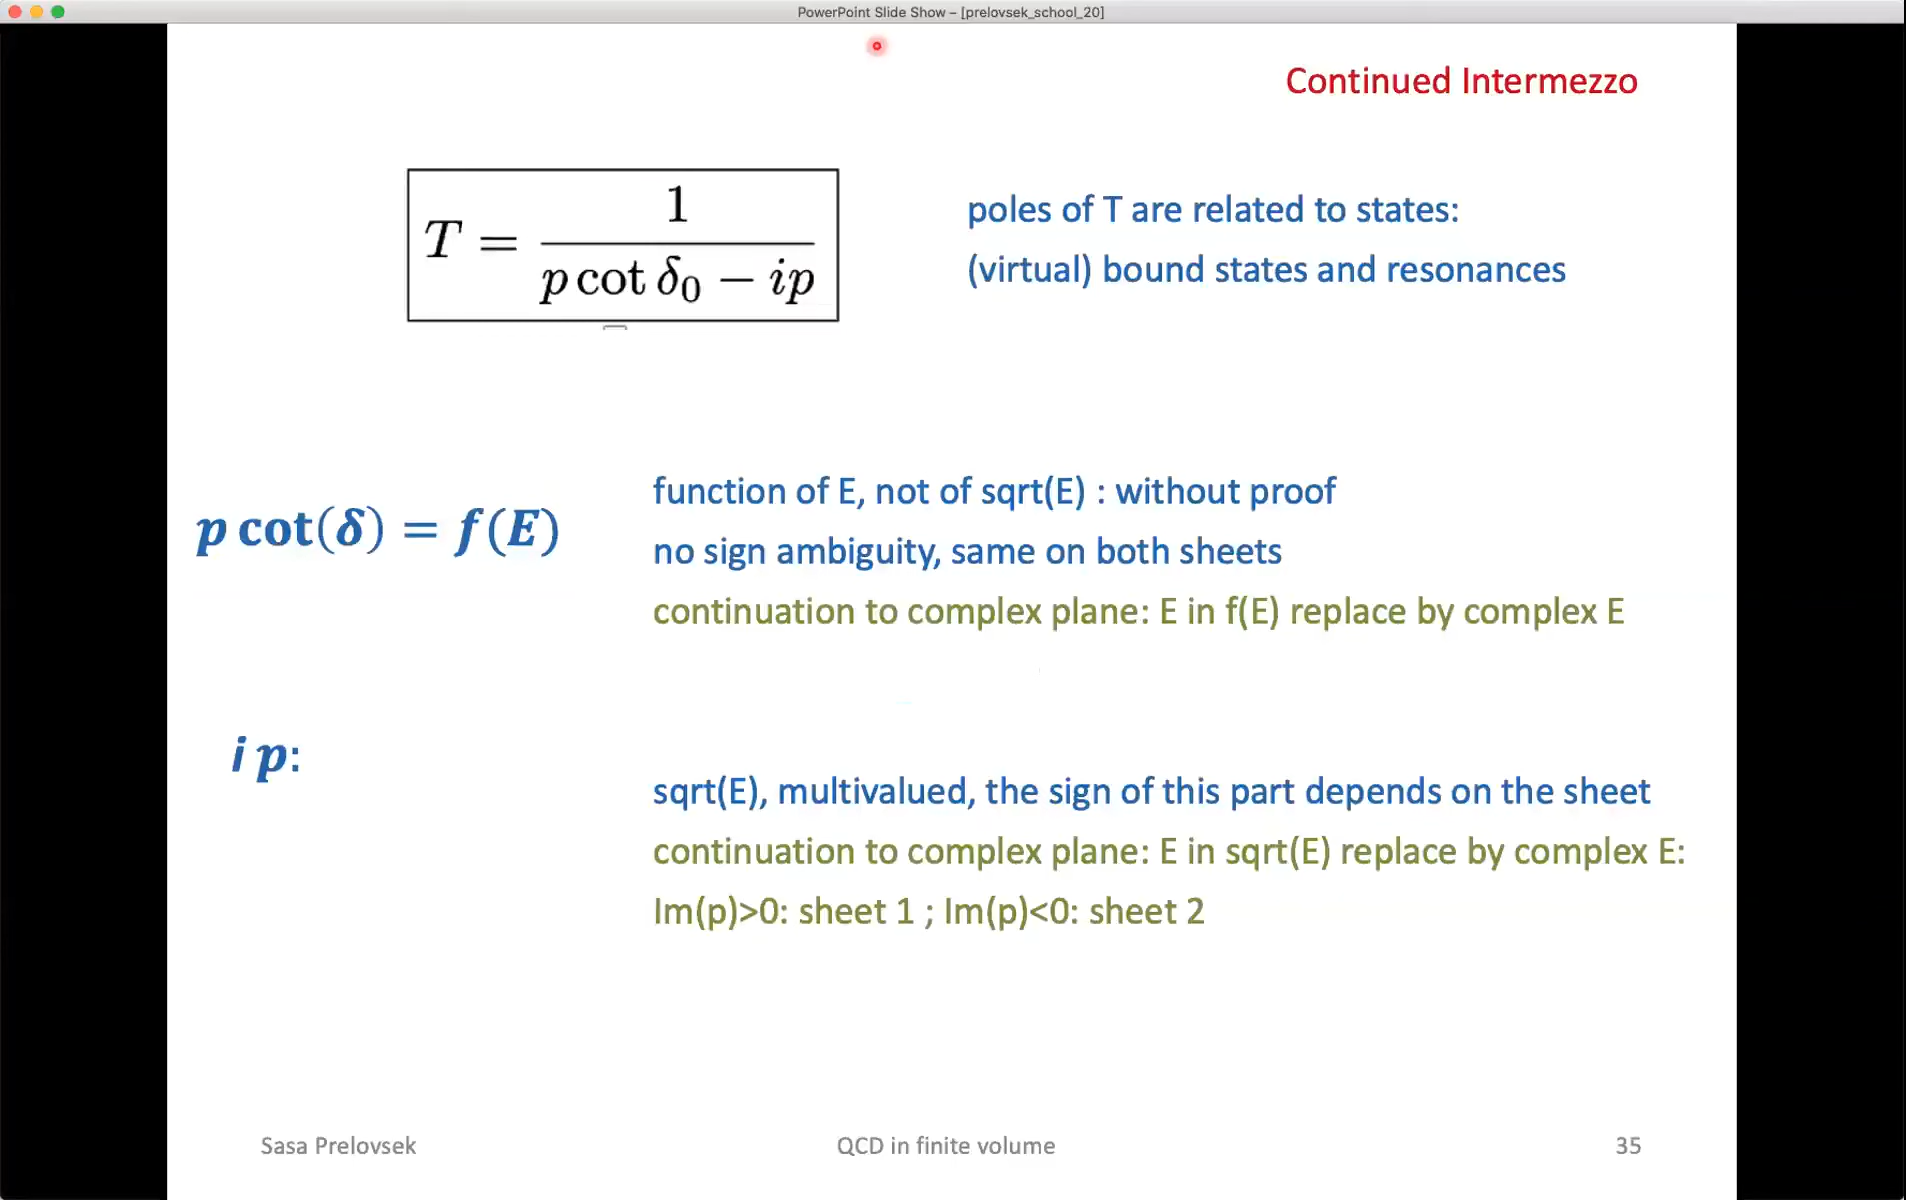 PowerPoint Slide Show – [prelovsek_school_20]
Continued Intermezzo
T = 1 / (p cot δ₀ − ip)
poles of T are related to states:
(virtual) bound states and resonances
p cot(δ) = f(E)
function of E, not of sqrt(E) : without proof
no sign ambiguity, same on both sheets
continuation to complex plane: E in f(E) replace by complex E
i p:
sqrt(E), multivalued, the sign of this part depends on the sheet
continuation to complex plane: E in sqrt(E) replace by complex E:
Im(p)>0: sheet 1 ; Im(p)<0: sheet 2
Sasa Prelovsek
QCD in finite volume
35